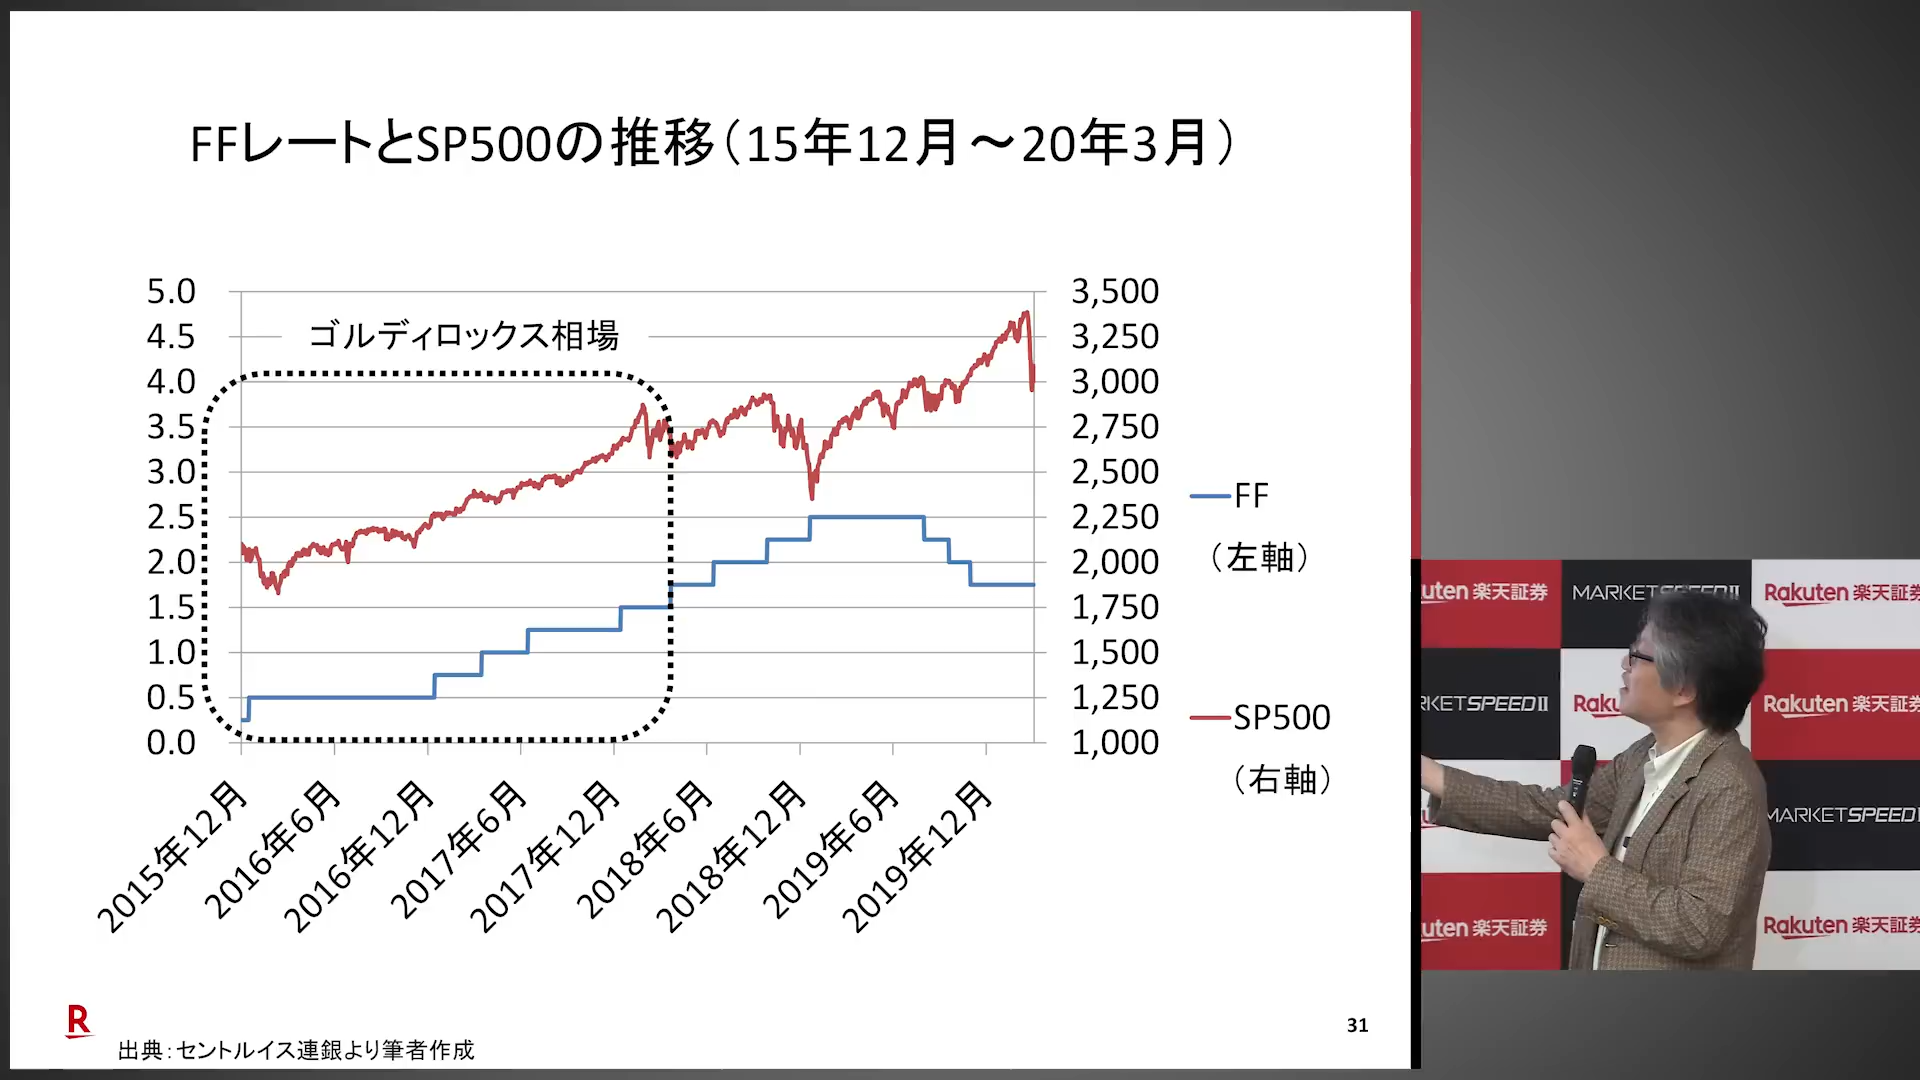 FFレートとSP500の推移（15年12月～20年3月）
ゴルディロックス相場
5.0
4.5
4.0
3.5
3.0
2.5
2.0
1.5
1.0
0.5
0.0
3,500
3,250
3,000
2,750
2,500
2,250
2,000
1,750
1,500
1,250
1,000
2015年12月
2016年6月
2016年12月
2017年6月
2017年12月
2018年6月
2018年12月
2019年6月
2019年12月
FF
（左軸）
SP500
（右軸）
R
出典：セントルイス連銀より筆者作成
31
uten 楽天証券
MARKETSPEEDII
Rakuten 楽天証券
RKETSPEEDII
Raku
Rakuten 楽天証券
MARKETSPEED
uten 楽天証券
Rakuten 楽天証券